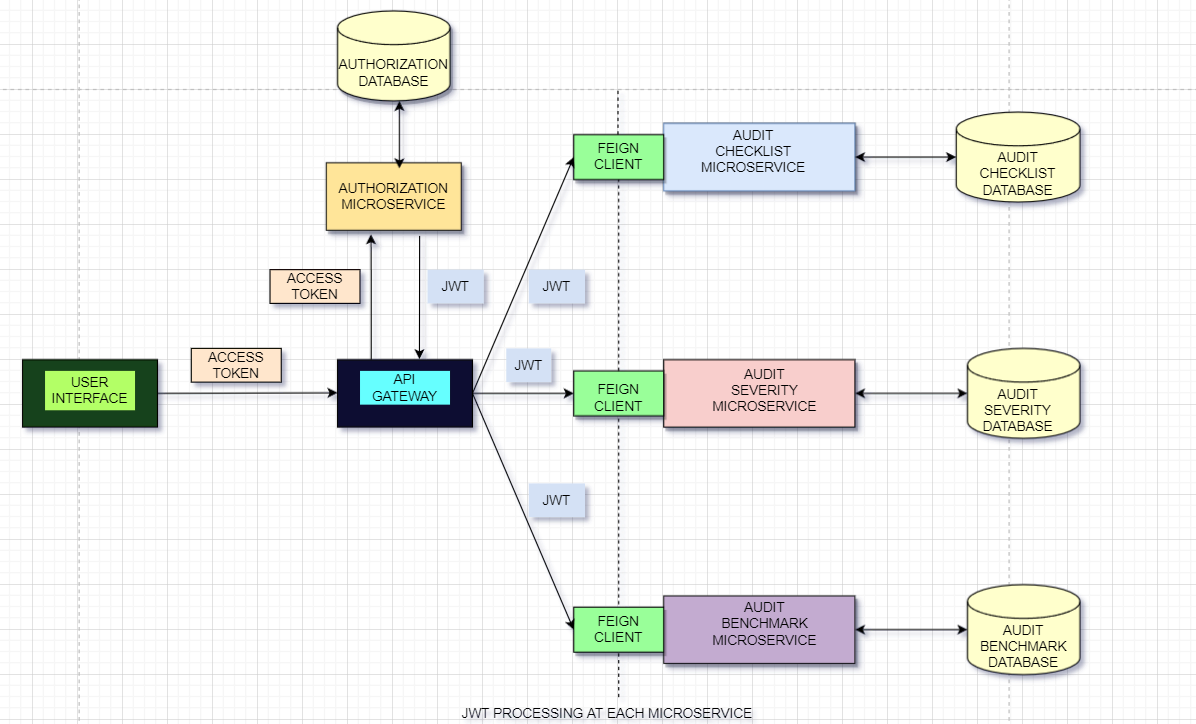 AUTHORIZATION
DATABASE
AUTHORIZATION
MICROSERVICE
ACCESS
TOKEN
JWT
USER
INTERFACE
ACCESS
TOKEN
API
GATEWAY
JWT
JWT
JWT
FEIGN
CLIENT
AUDIT
CHECKLIST
MICROSERVICE
AUDIT
CHECKLIST
DATABASE
FEIGN
CLIENT
AUDIT
SEVERITY
MICROSERVICE
AUDIT
SEVERITY
DATABASE
FEIGN
CLIENT
AUDIT
BENCHMARK
MICROSERVICE
AUDIT
BENCHMARK
DATABASE
JWT PROCESSING AT EACH MICROSERVICE